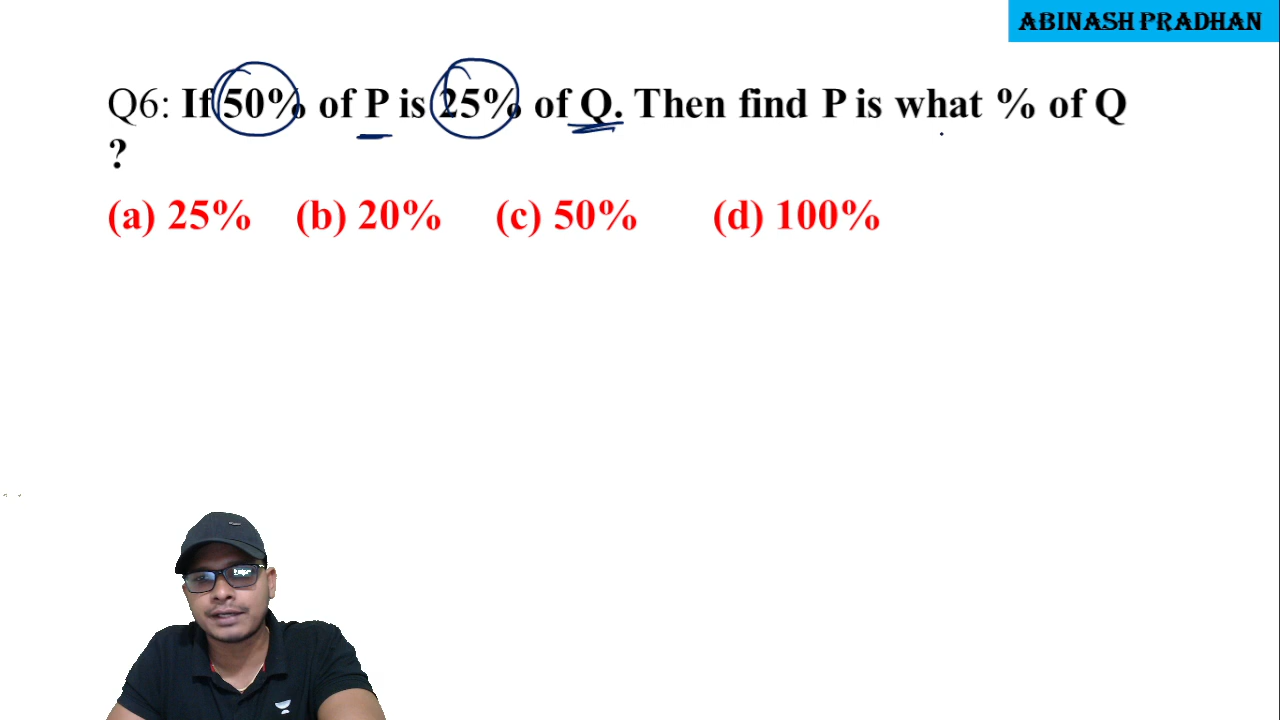 ABINASH PRADHAN
Q6: If 50% of P is 25% of Q. Then find P is what % of Q
?
(a) 25% (b) 20% (c) 50% (d) 100%